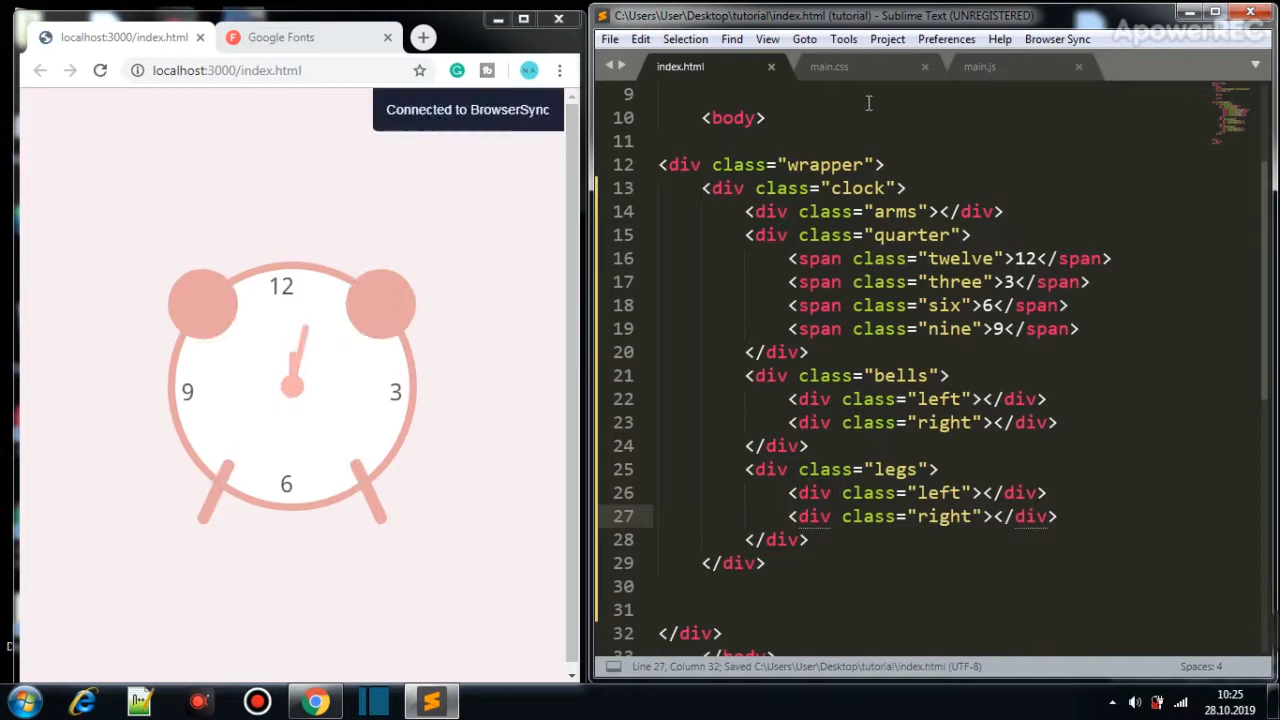 localhost:3000/index.html
Google Fonts
localhost:3000/index.html
NA
Connected to BrowserSync
12
9
3
6
C:\Users\User\Desktop\tutorial\index.html (tutorial) - Sublime Text (UNREGISTERED)
ApowerREC
File Edit Selection Find View Goto Tools Project Preferences Help Browser Sync
index.html
main.css
main.js
9
10 <body>
11
12 <div class="wrapper">
13 <div class="clock">
14 <div class="arms"></div>
15 <div class="quarter">
16 <span class="twelve">12</span>
17 <span class="three">3</span>
18 <span class="six">6</span>
19 <span class="nine">9</span>
20 </div>
21 <div class="bells">
22 <div class="left"></div>
23 <div class="right"></div>
24 </div>
25 <div class="legs">
26 <div class="left"></div>
27 <div class="right"></div>
28 </div>
29 </div>
30
31
32 </div>
33 </body>
Line 27, Column 32; Saved C:\Users\User\Desktop\tutorial\index.html (UTF-8)
Spaces: 4
10:25
28.10.2019